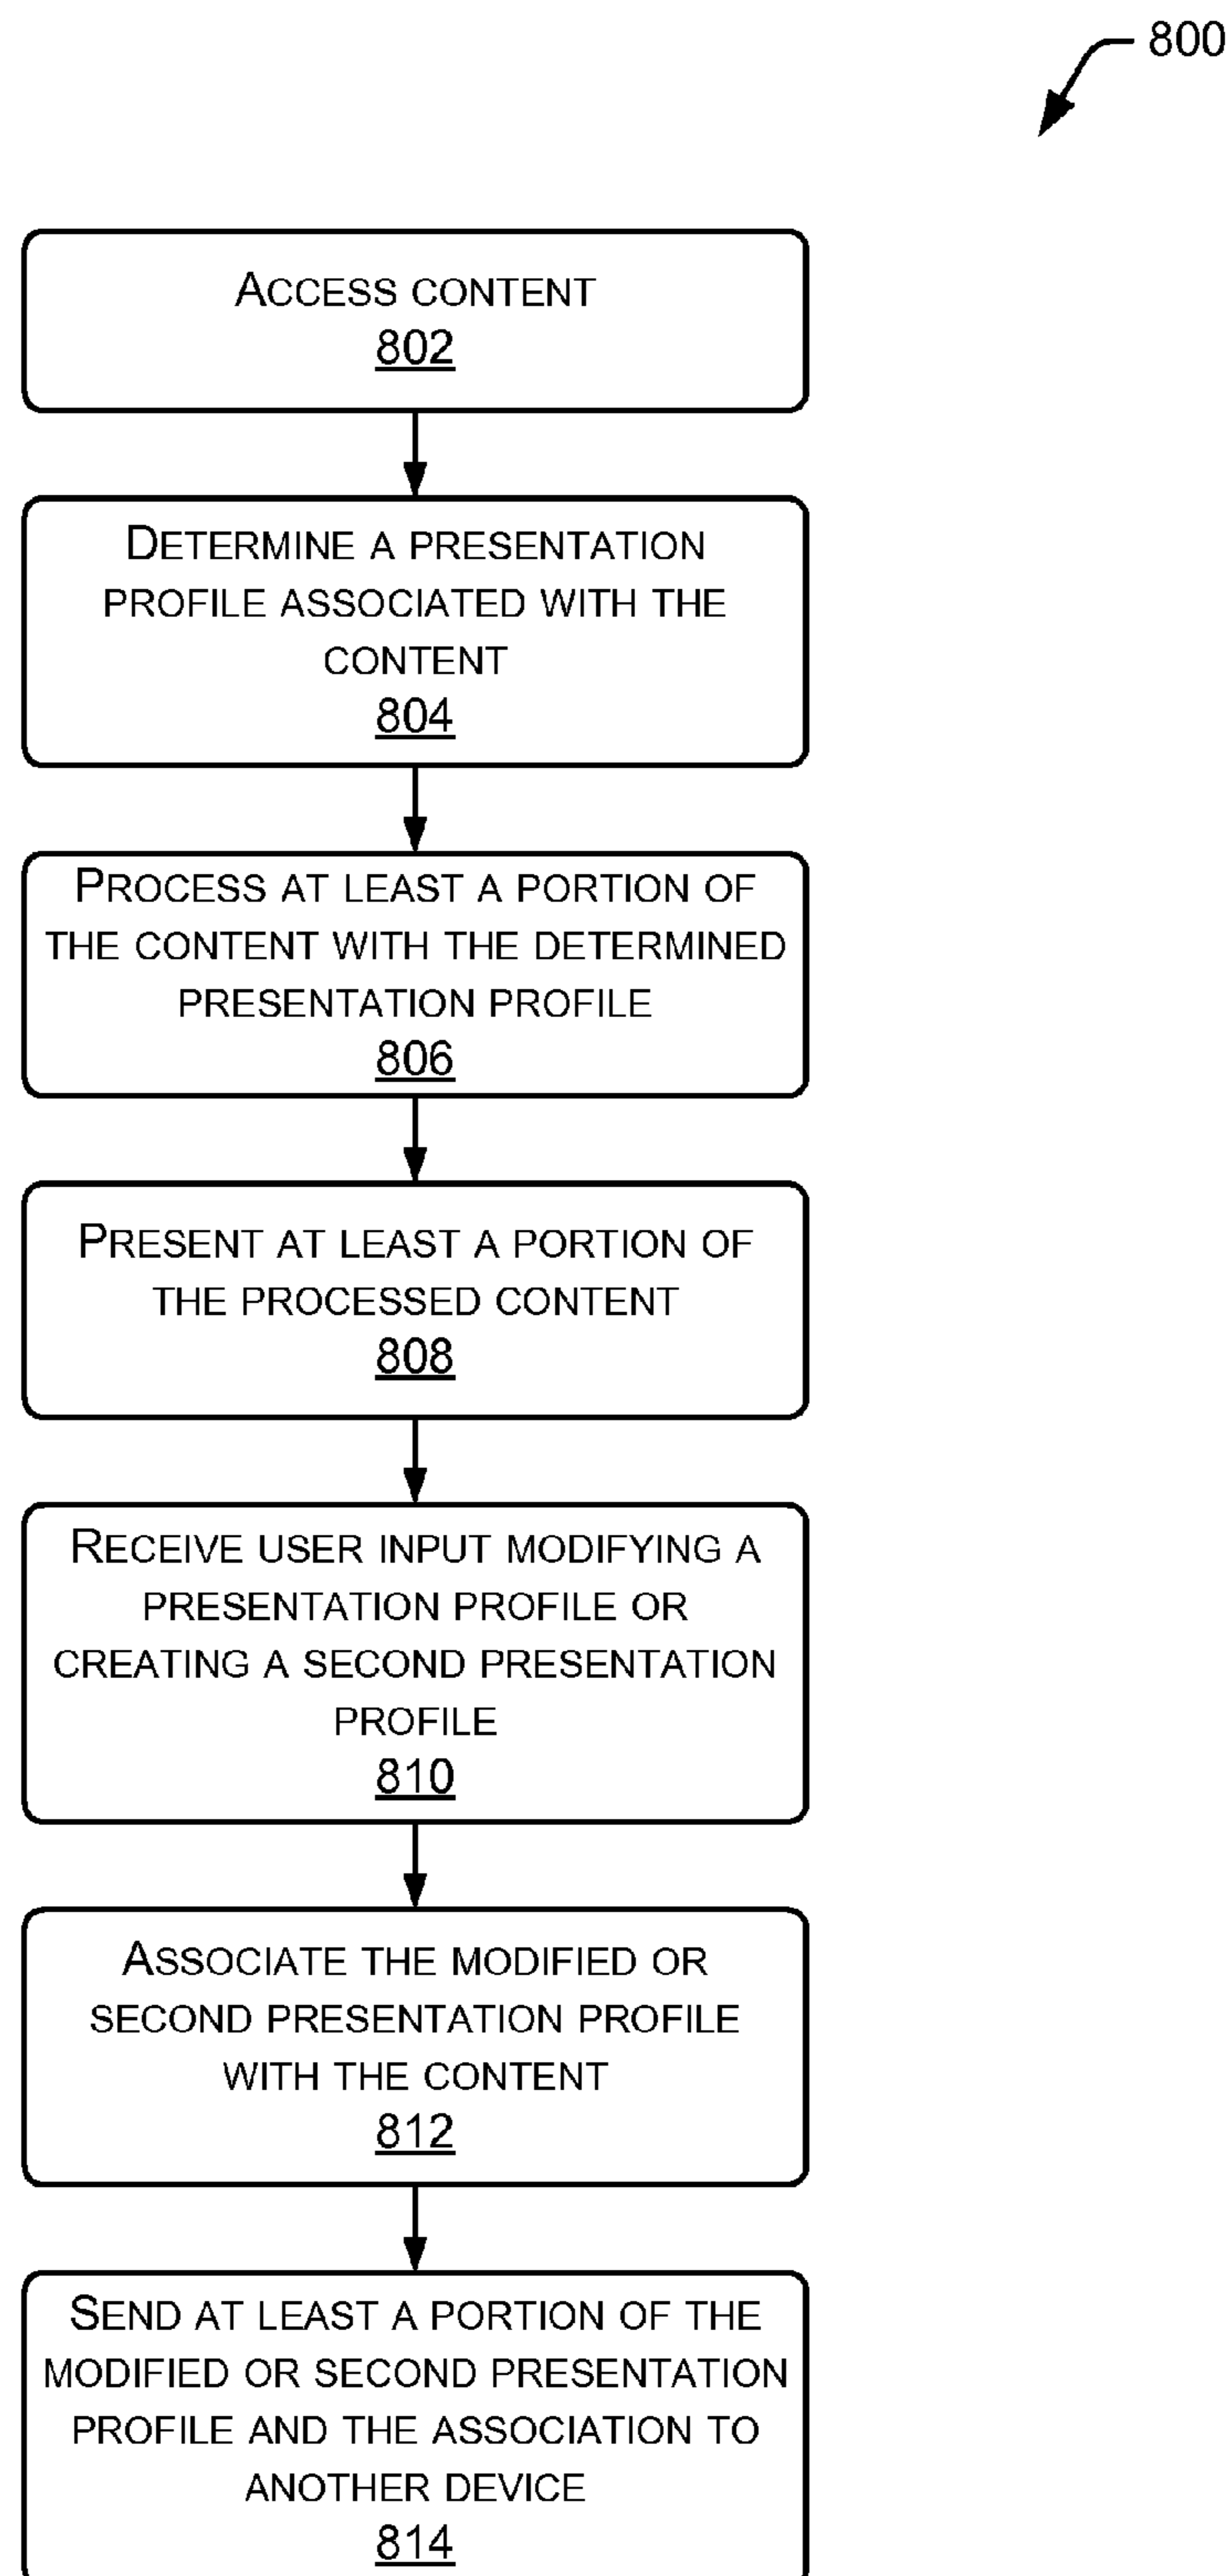 800
ACCESS CONTENT
802
DETERMINE A PRESENTATION
PROFILE ASSOCIATED WITH THE
CONTENT
804
PROCESS AT LEAST A PORTION OF
THE CONTENT WITH THE DETERMINED
PRESENTATION PROFILE
806
PRESENT AT LEAST A PORTION OF
THE PROCESSED CONTENT
808
RECEIVE USER INPUT MODIFYING A
PRESENTATION PROFILE OR
CREATING A SECOND PRESENTATION
PROFILE
810
ASSOCIATE THE MODIFIED OR
SECOND PRESENTATION PROFILE
WITH THE CONTENT
812
SEND AT LEAST A PORTION OF THE
MODIFIED OR SECOND PRESENTATION
PROFILE AND THE ASSOCIATION TO
ANOTHER DEVICE
814